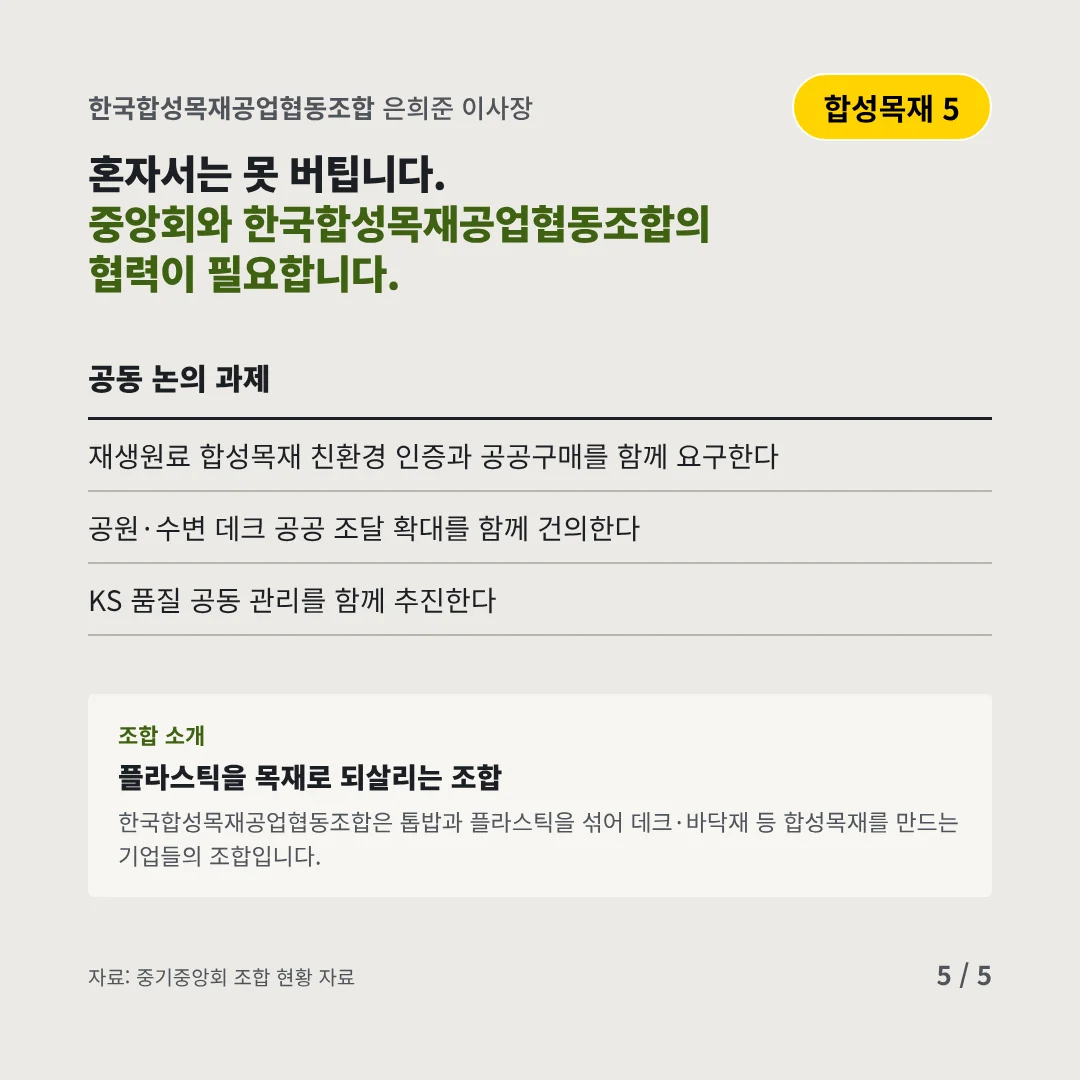 한국합성목재공업협동조합 은희준 이사장
합성목재 5
혼자서는 못 버팁니다.
중앙회와 한국합성목재공업협동조합의
협력이 필요합니다.
공동 논의 과제
재생원료 합성목재 친환경 인증과 공공구매를 함께 요구한다
공원·수변 데크 공공 조달 확대를 함께 건의한다
KS 품질 공동 관리를 함께 추진한다
조합 소개
플라스틱을 목재로 되살리는 조합
한국합성목재공업협동조합은 톱밥과 플라스틱을 섞어 데크·바닥재 등 합성목재를 만드는
기업들의 조합입니다.
자료: 중기중앙회 조합 현황 자료
5 / 5